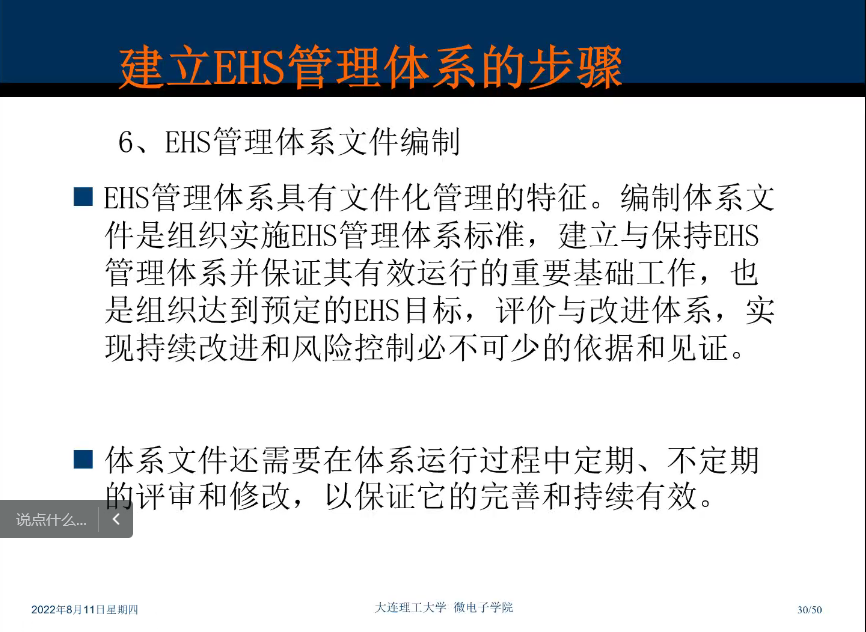 建立EHS管理体系的步骤
6、EHS管理体系文件编制
EHS管理体系具有文件化管理的特征。编制体系文
件是组织实施EHS管理体系标准，建立与保持EHS
管理体系并保证其有效运行的重要基础工作，也
是组织达到预定的EHS目标，评价与改进体系，实
现持续改进和风险控制必不可少的依据和见证。
体系文件还需要在体系运行过程中定期、不定期
的评审和修改，以保证它的完善和持续有效。
说点什么...
2022年8月11日星期四
大连理工大学 微电子学院
30/50